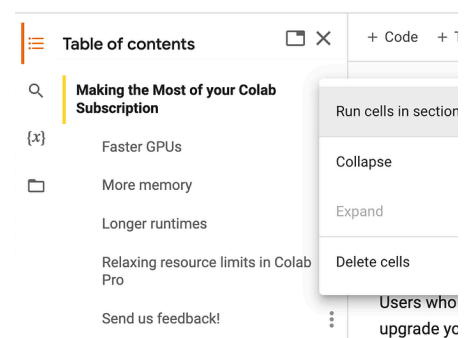 Table of contents
+ Code
+
Making the Most of your Colab
Subscription
Run cells in section
{x}
Faster GPUs
Collapse
More memory
Expand
Longer runtimes
Relaxing resource limits in Colab
Pro
Delete cells
Users who
Send us feedback!
upgrade yo